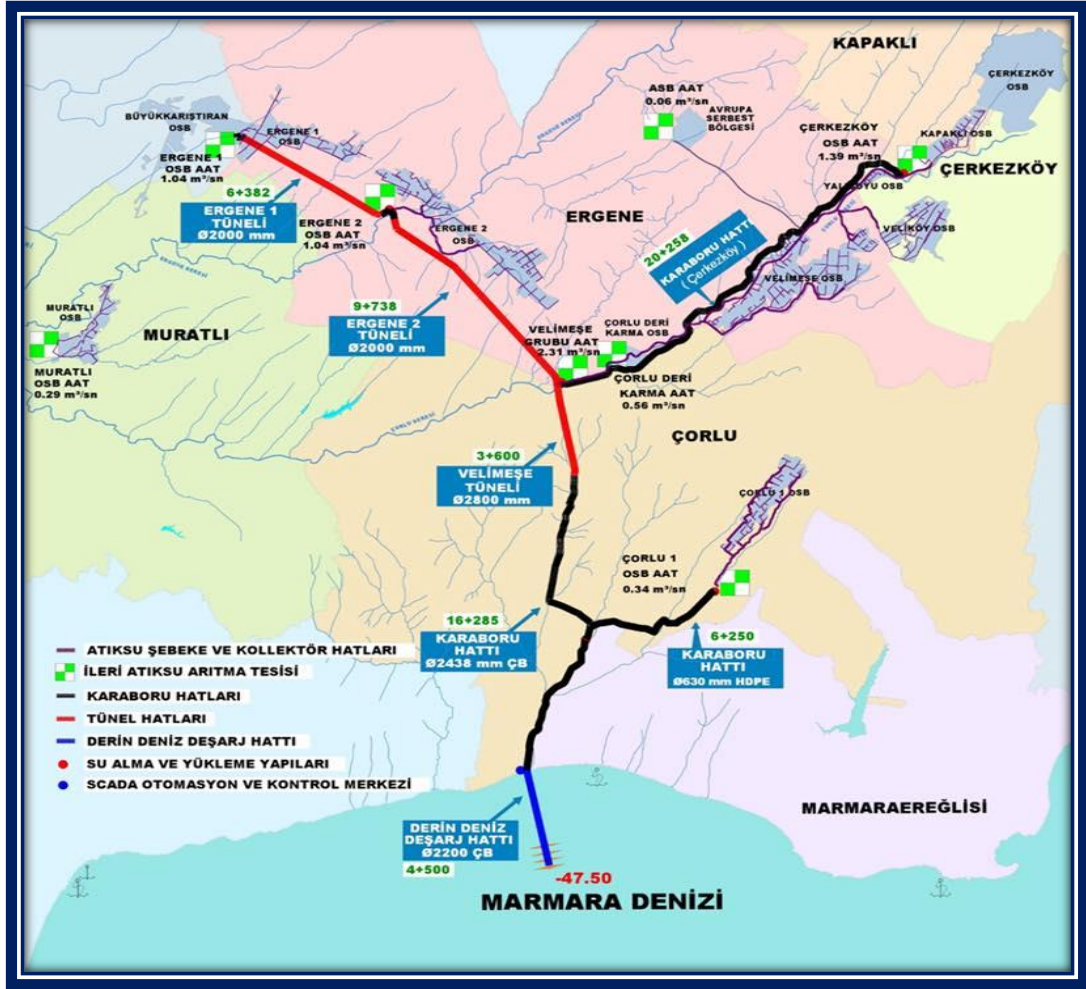 KAPAKLI
ÇERKEZKÖY
OSB
ASB AAT
0.06 m³/sn
AVRUPA
SERBEST
BÖLGESİ
BÜYÜKKARIŞTIRAN
OSB
ERGENE 1
OSB
ÇERKEZKÖY
OSB AAT
1.39 m³/sn
KAPAKLI OSB
ÇERKEZKÖY
ERGENE 1
OSB AAT
1.04 m³/sn
6+382
ERGENE 1
TÜNELİ
Ø2000 mm
ERGENE 2
OSB AAT
1.04 m³/sn
ERGENE 2
OSB
ERGENE
VELİKÖY OSB
20+258
KARABORU HATTI
(Çerkezköy)
VELİMEŞE OSB
ERGENE DERESİ
MURATLI
OSB
MURATLI
MURATLI
OSB AAT
0.29 m³/sn
9+738
ERGENE 2
TÜNELİ
Ø2000 mm
VELİMEŞE
GRUBU AAT
2.31 m³/sn
ÇORLU DERİ
KARMA OSB
ÇORLU DERİ
KARMA AAT
0.56 m³/sn
ÇORLU DERESİ
ÇORLU
3+600
VELİMEŞE
TÜNELİ
Ø2800 mm
ÇORLU 1 OSB
ÇORLU 1
OSB AAT
0.34 m³/sn
16+285
KARABORU
HATTI
Ø2438 mm ÇB
6+250
KARABORU
HATTI
Ø630 mm HDPE
ATIKSU ŞEBEKE VE KOLLEKTÖR HATLARI
İLERİ ATIKSU ARITMA TESİSİ
KARABORU HATLARI
TÜNEL HATLARI
DERİN DENİZ DEŞARJ HATTI
SU ALMA VE YÜKLEME YAPILARI
SCADA OTOMASYON VE KONTROL MERKEZİ
MARMARAEREĞLİSİ
DERİN DENİZ
DEŞARJ HATTI
Ø2200 ÇB
4+500
-47.50
MARMARA DENİZİ